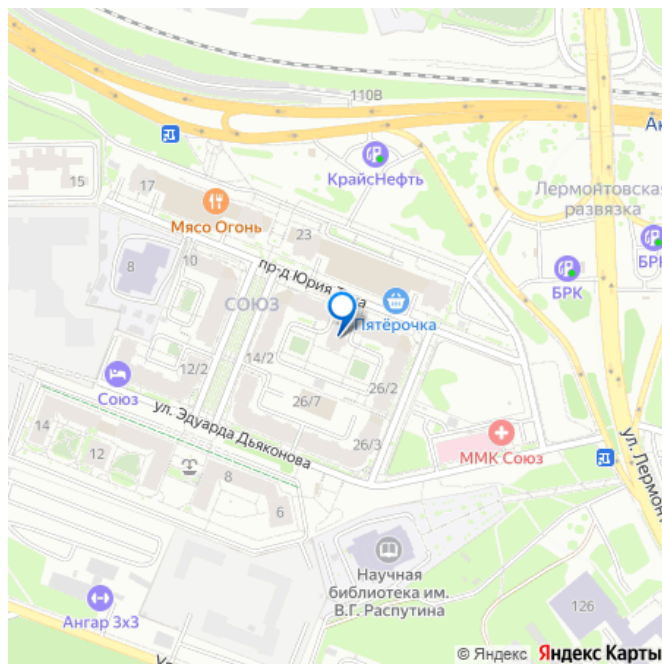 110В
Ак
КрайсНефть
15
17
Мясо Огонь
Лермонтовская
развязка
БРК
БРК
23
8
10
СОЮЗ
пр-д Юрия
Пятёрочка
14/2
12/2
Союз
26/2
26/7
ул. Эдуарда Дьяконова
26/3
ММК Союз
ул. Лермонт
14
12
8
6
Научная
библиотека им.
В.Г. Распутина
126
Ангар 3х3
© Яндекс Яндекс Карты